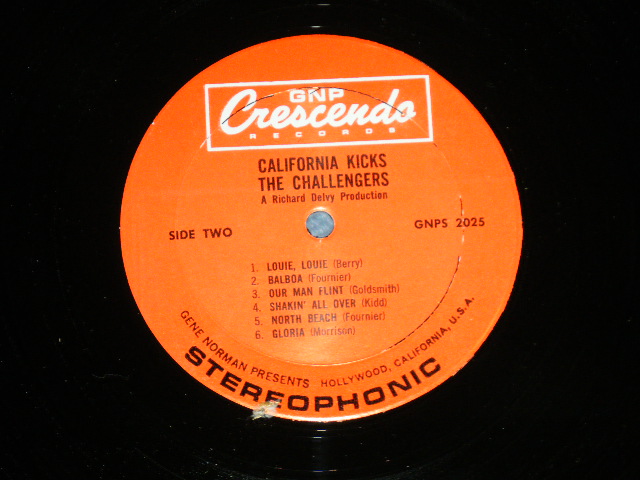 GNP
Crescendo
RECORDS
CALIFORNIA KICKS
THE CHALLENGERS
A Richard Delvy Production
SIDE TWO
GNPS 2025
1. LOUIE, LOUIE (Berry)
2. BALBOA (Fournier)
3. OUR MAN FLINT (Goldsmith)
4. SHAKIN' ALL OVER (Kidd)
5. NORTH BEACH (Fournier)
6. GLORIA (Morrison)
GENE NORMAN PRESENTS HOLLYWOOD, CALIFORNIA, U.S.A.
STEREOPHONIC